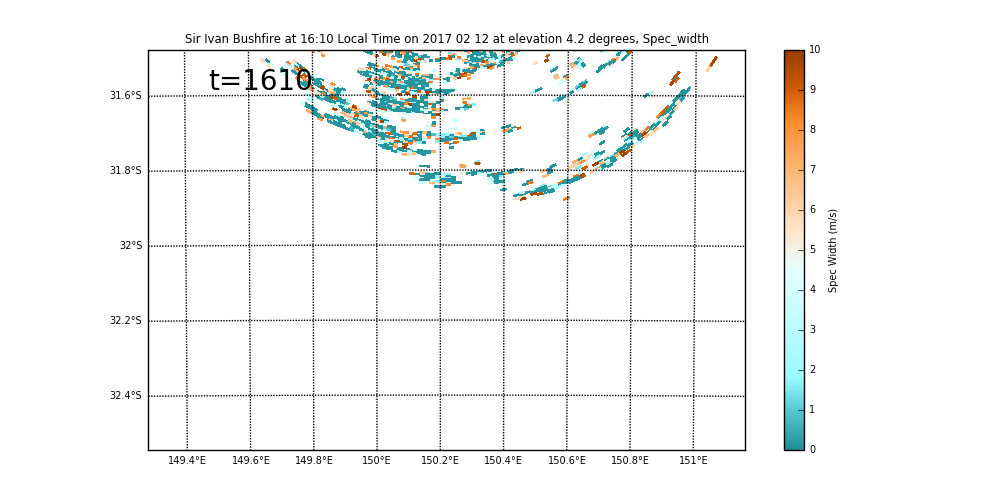 Sir Ivan Bushfire at 16:10 Local Time on 2017 02 12 at elevation 4.2 degrees, Spec_width
t=1610
31.6°S
31.8°S
32°S
32.2°S
32.4°S
149.4°E 149.6°E 149.8°E 150°E 150.2°E 150.4°E 150.6°E 150.8°E 151°E
10
9
8
7
6
5
4
3
2
1
0
Spec Width (m/s)